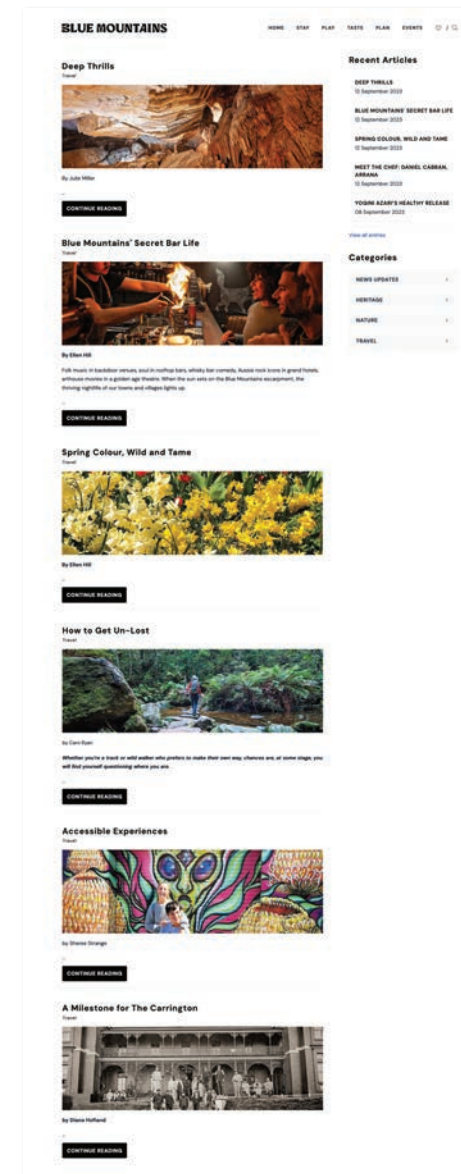 BLUE MOUNTAINS
HOME STAY PLAY TASTE PLAN EVENTS
Deep Thrills
Travel
By Julie Miller
CONTINUE READING
Blue Mountains' Secret Bar Life
By Ellen Hill
Folk music in backdoor venues, soul in rooftop bars, whisky bar comedy, Aussie rock icons in grand hotels,
arthouse movies in a golden age theatre. When the sun sets on the Blue Mountains escarpment, the
thriving nightlife of our towns and villages lights up.
CONTINUE READING
Spring Colour, Wild and Tame
Travel
By Ellen Hill
CONTINUE READING
How to Get Un-Lost
Travel
by Cam Ryan
Whether you're a track or wild walker who prefers to make their own way, chances are, at some stage, you
will find yourself questioning where you are.
CONTINUE READING
Accessible Experiences
Travel
by Sheree Strange
CONTINUE READING
A Milestone for The Carrington
Travel
by Diana Holland
CONTINUE READING
Recent Articles
DEEP THRILLS
12 September 2023
BLUE MOUNTAINS' SECRET BAR LIFE
12 September 2023
SPRING COLOUR, WILD AND TAME
12 September 2023
MEET THE CHEF: DANIEL CABBAN,
ARRANA
12 September 2023
YOGINI AZARI'S HEALTHY RELEASE
08 September 2023
View all entries
Categories
NEWS UPDATES
HERITAGE
NATURE
TRAVEL